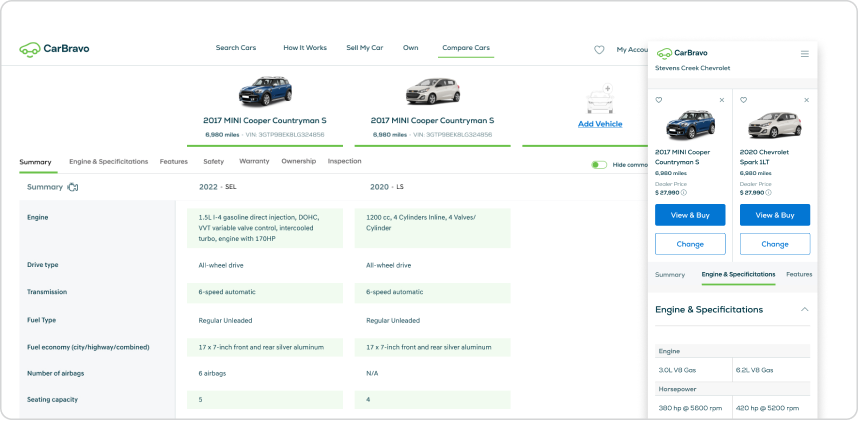 CarBravo
Search Cars How It Works Sell My Car Own Compare Cars My Accou
2017 MINI Cooper Countryman S
6,980 miles - VIN: 3GTP9BEK8LG324856
2017 MINI Cooper Countryman S
6,980 miles - VIN: 3GTP9BEK8LG324856
Add Vehicle
Summary Engine & Specificitations Features Safety Warranty Ownership Inspection Hide commo
Summary 2022 - SEL 2020 - LS
Engine
1.5L I-4 gasoline direct injection, DOHC,
VVT variable valve control, intercooled
turbo, engine with 170HP
1200 cc, 4 Cylinders Inline, 4 Valves/
Cylinder
Drive type All-wheel drive All-wheel drive
Transmission 6-speed automatic 6-speed automatic
Fuel Type Regular Unleaded Regular Unleaded
Fuel economy (city/highway/combined) 17 x 7-inch front and rear silver aluminum 17 x 7-inch front and rear silver aluminum
Number of airbags 6 airbags N/A
Seating capacity 5 4
CarBravo
Stevens Creek Chevrolet
2017 MINI Cooper
Countryman S
6,980 miles
Dealer Price
$ 27,990
View & Buy
Change
2020 Chevrolet
Spark 1LT
6,980 miles
Dealer Price
$ 27,990
View & Buy
Change
Summary Engine & Specificitations Features
Engine & Specificitations
Engine
3.0L V8 Gas 6.2L V8 Gas
Horsepower
380 hp @ 5600 rpm 420 hp @ 5200 rpm